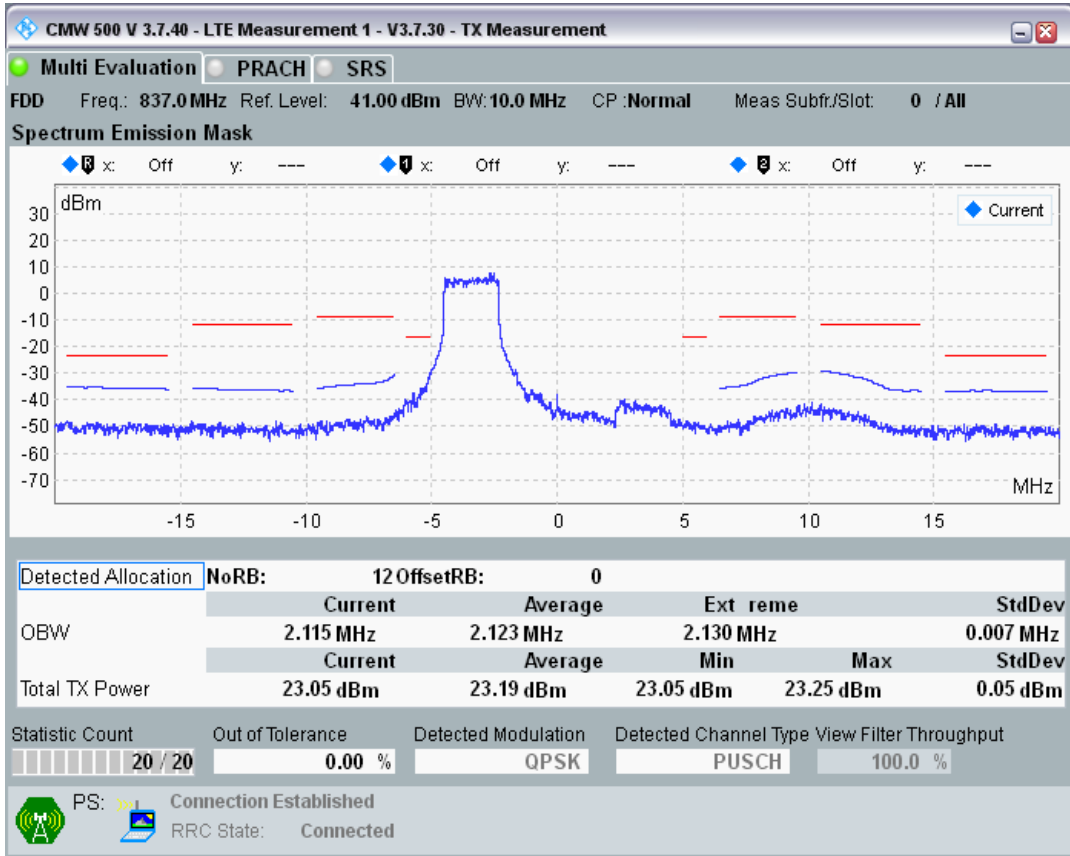 CMW 500 V 3.7.40 - LTE Measurement 1 - V3.7.30 - TX Measurement
Multi Evaluation PRACH SRS
FDD Freq.: 837.0 MHz Ref. Level: 41.00 dBm BW: 10.0 MHz CP :Normal Meas Subfr./Slot: 0 / All
Spectrum Emission Mask
R x: Off y: --- 1 x: Off y: --- 2 x: Off y: ---
dBm
Current
30
20
10
0
-10
-20
-30
-40
-50
-60
-70
MHz
-15 -10 -5 0 5 10 15
Detected Allocation NoRB: 12 OffsetRB: 0
Current Average Ext reme StdDev
OBW 2.115 MHz 2.123 MHz 2.130 MHz 0.007 MHz
Current Average Min Max StdDev
Total TX Power 23.05 dBm 23.19 dBm 23.05 dBm 23.25 dBm 0.05 dBm
Statistic Count Out of Tolerance Detected Modulation Detected Channel Type View Filter Throughput
20 / 20 0.00 % QPSK PUSCH 100.0 %
PS: Connection Established
RRC State: Connected